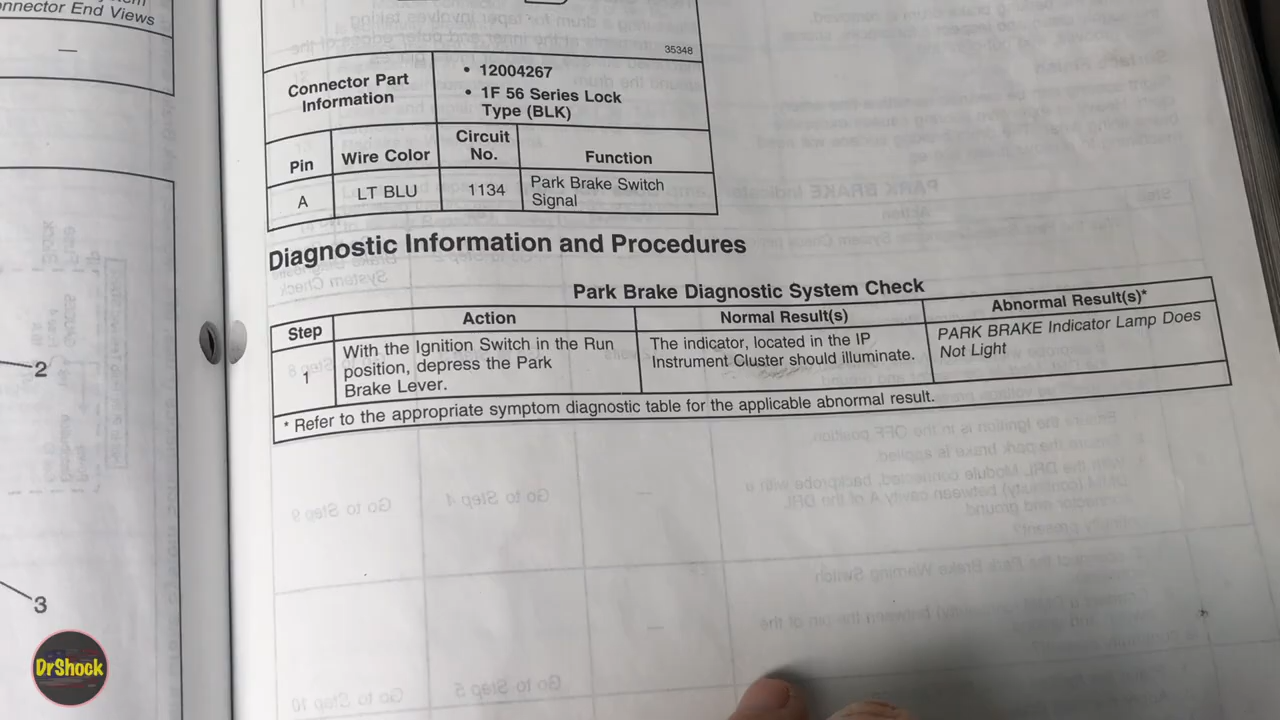 nnector End Views
—
2
3
35348
Connector Part
Information
• 12004267
• 1F 56 Series Lock
Type (BLK)
Pin
Wire Color
Circuit
No.
Function
A
LT BLU
1134
Park Brake Switch
Signal
Diagnostic Information and Procedures
Park Brake Diagnostic System Check
Step
Action
Normal Result(s)
Abnormal Result(s)*
1
With the Ignition Switch in the Run
position, depress the Park
Brake Lever.
The indicator, located in the IP
Instrument Cluster should illuminate.
PARK BRAKE Indicator Lamp Does
Not Light
* Refer to the appropriate symptom diagnostic table for the applicable abnormal result.
DrShock